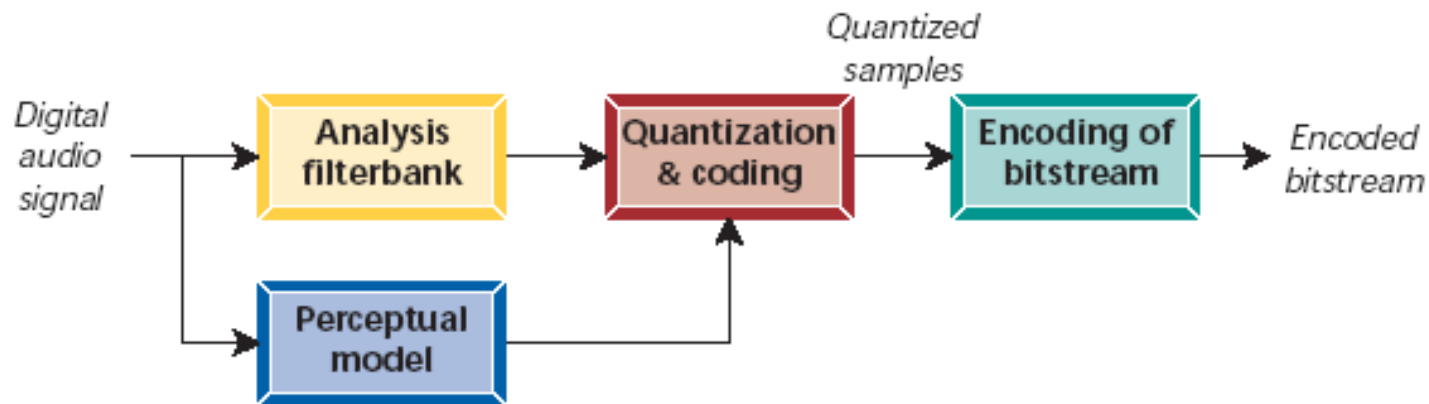 Digital
audio
signal
Analysis
filterbank
Quantization
& coding
Quantized
samples
Encoding of
bitstream
Encoded
bitstream
Perceptual
model